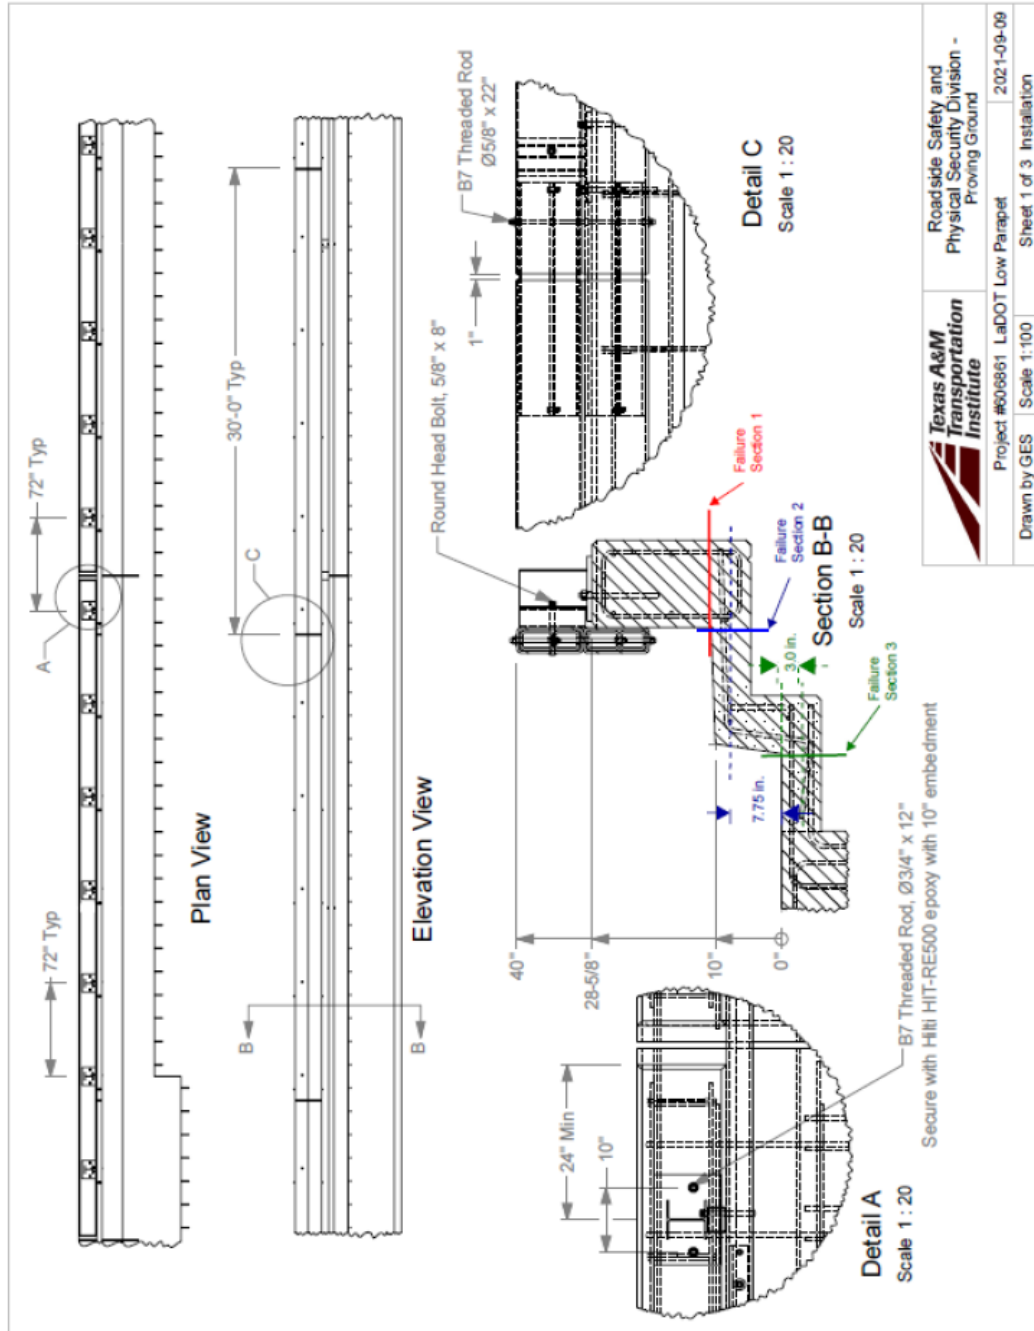 72" Typ
A
72" Typ
Plan View
30'-0" Typ
C
B
B
Elevation View
Round Head Bolt, 5/8" x 8"
B7 Threaded Rod
Ø5/8" x 22"
1"
Detail C
Scale 1 : 20
40"
28-5/8"
10"
0"
Failure
Section 1
Failure
Section 2
Failure
Section 3
7.75 in.
3.0 in.
Section B-B
Scale 1 : 20
24" Min
10"
B7 Threaded Rod, Ø3/4" x 12"
Secure with Hilti HIT-RE500 epoxy with 10" embedment
Detail A
Scale 1 : 20
Texas A&M
Transportation
Institute
Roadside Safety and
Physical Security Division -
Proving Ground
Project #606861 LaDOT Low Parapet
2021-09-09
Drawn by GES
Scale 1:100
Sheet 1 of 3 Installation